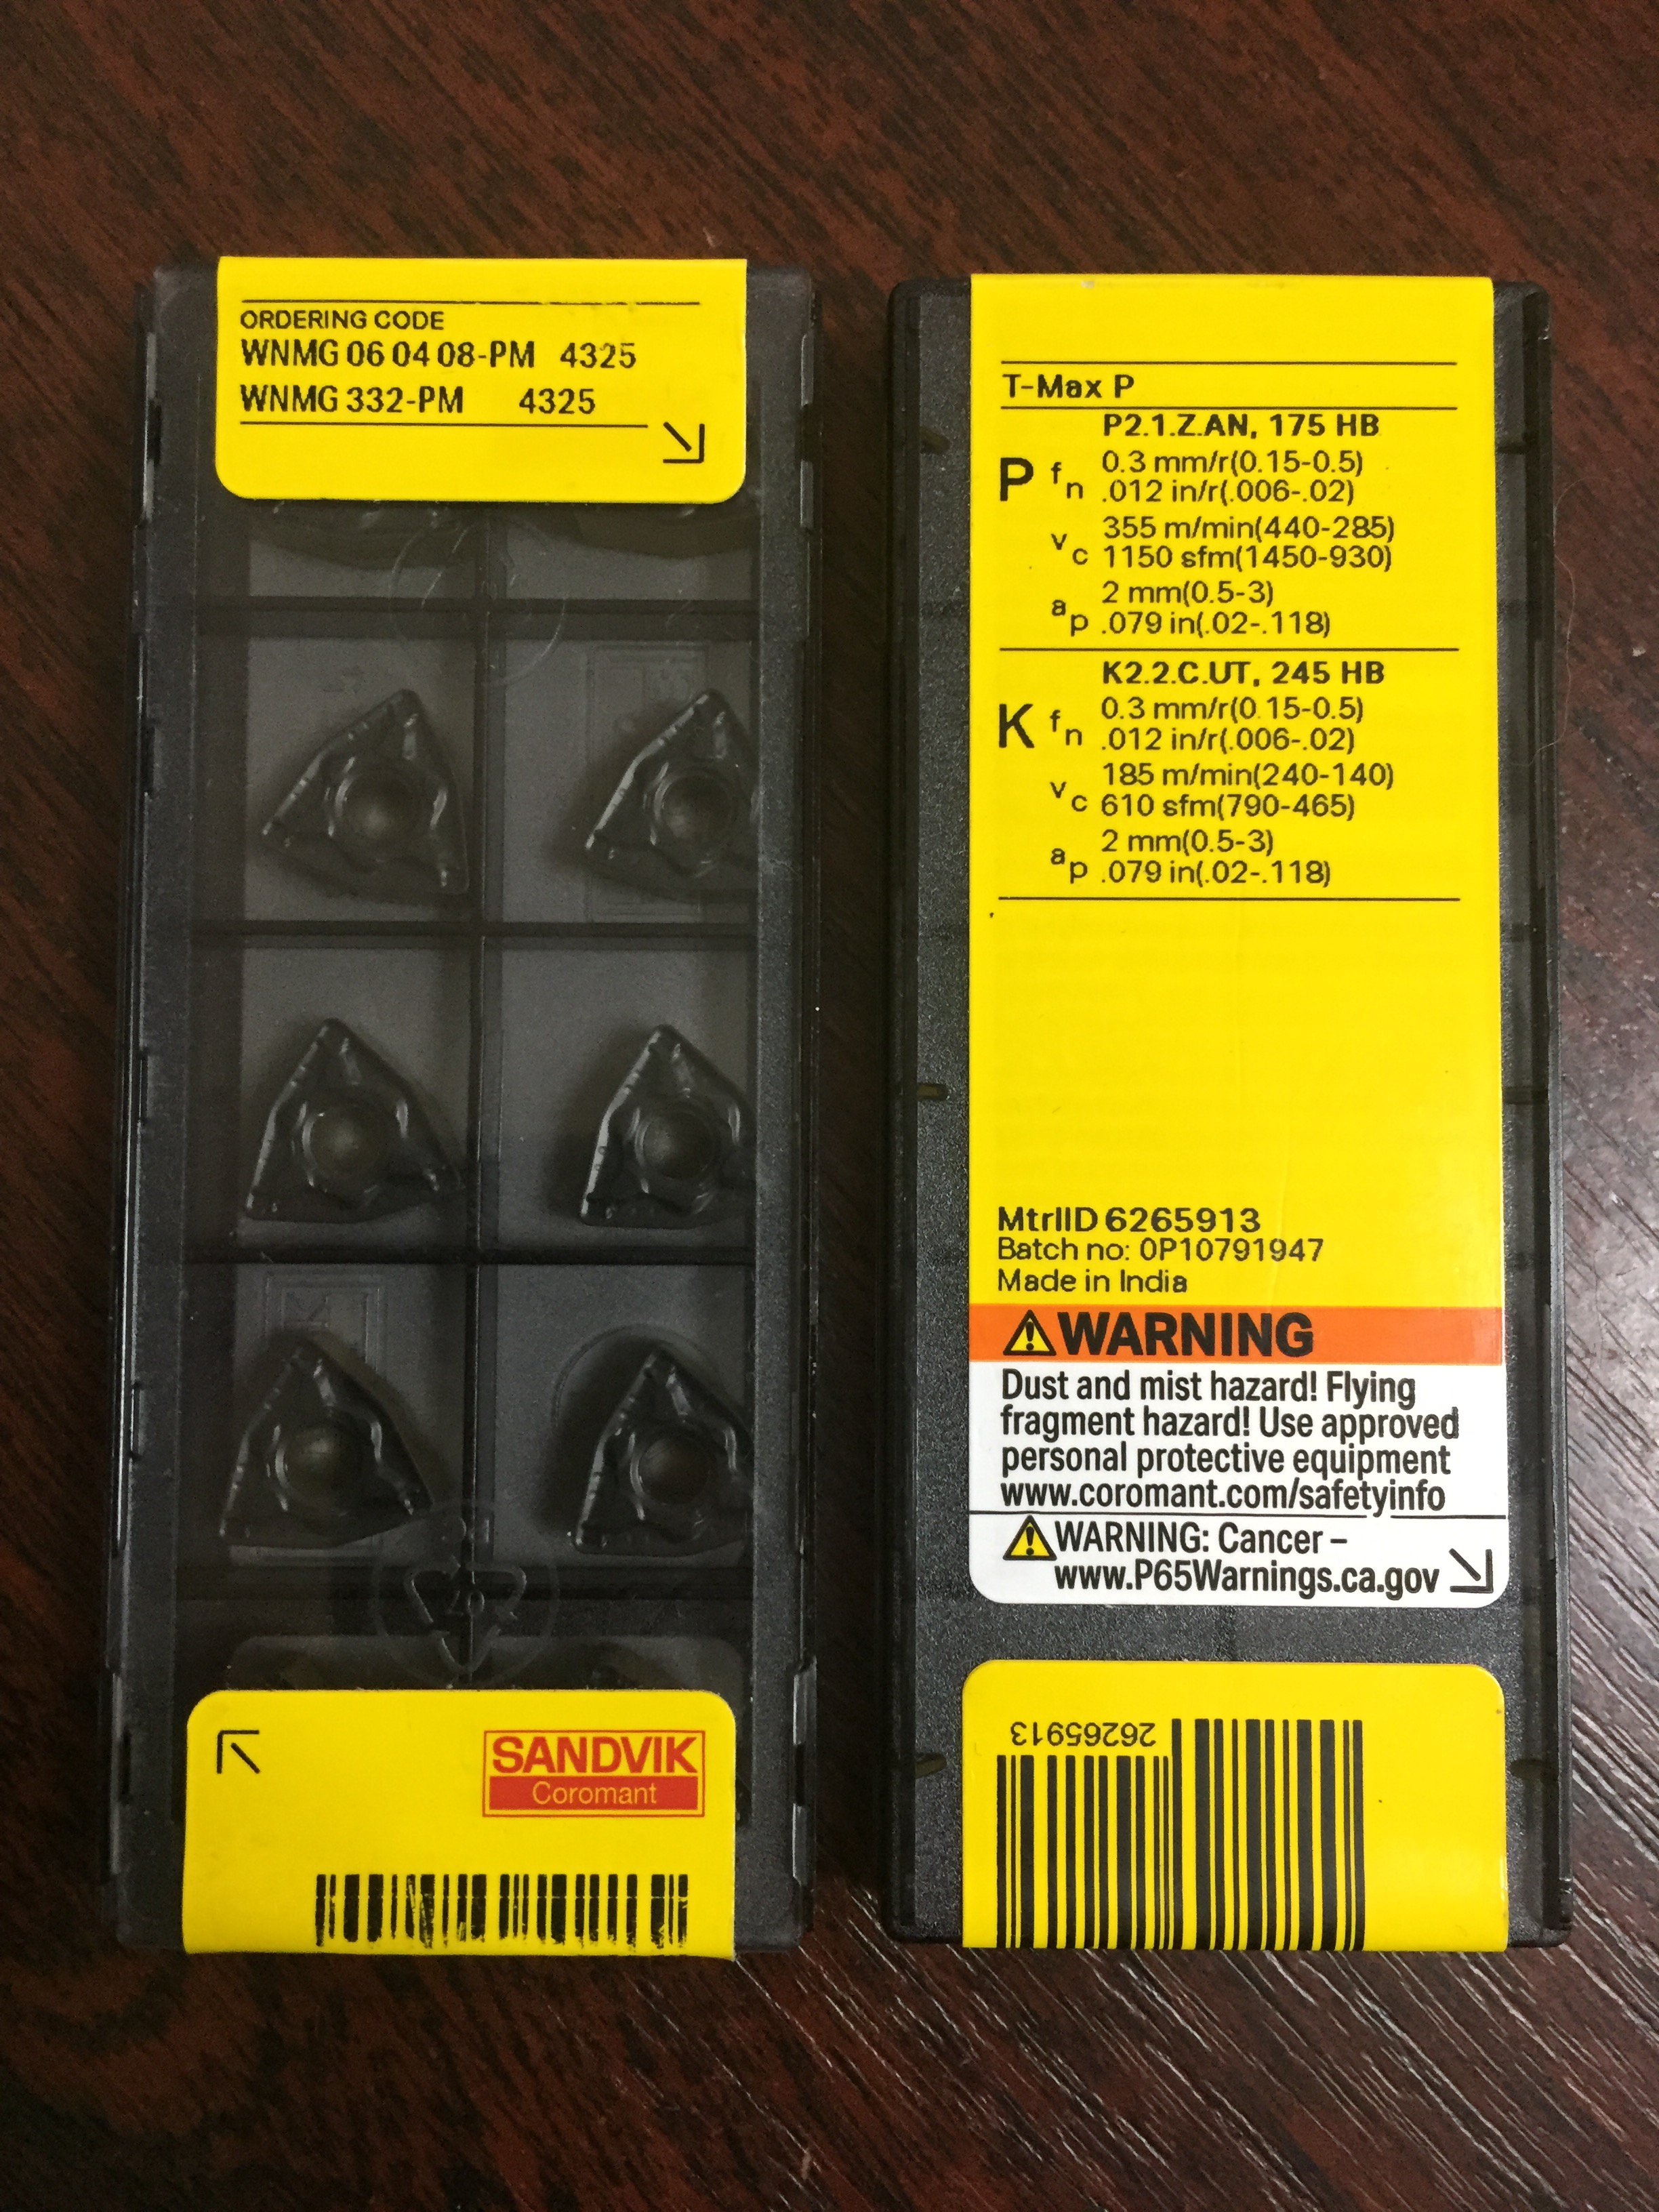 ORDERING CODE
WNMG 06 04 08-PM 4325
WNMG 332-PM 4325
SANDVIK
Coromant
T-Max P
P2.1.Z.AN, 175 HB
P fn 0.3 mm/r(0.15-0.5)
.012 in/r(.006-.02)
vc 355 m/min(440-285)
1150 sfm(1450-930)
ap 2 mm(0.5-3)
.079 in(.02-.118)
K2.2.C.UT, 245 HB
K fn 0.3 mm/r(0.15-0.5)
.012 in/r(.006-.02)
vc 185 m/min(240-140)
610 sfm(790-465)
ap 2 mm(0.5-3)
.079 in(.02-.118)
MtrlID 6265913
Batch no: 0P10791947
Made in India
WARNING
Dust and mist hazard! Flying
fragment hazard! Use approved
personal protective equipment
www.coromant.com/safetyinfo
WARNING: Cancer –
www.P65Warnings.ca.gov
26265913